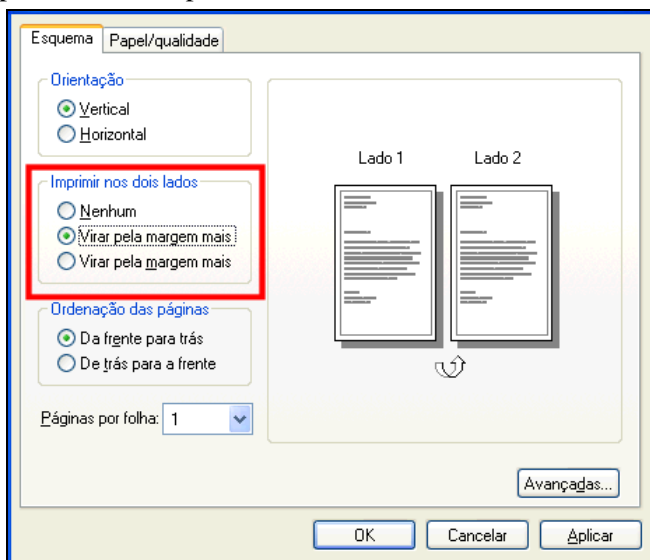 Esquema Papel/qualidade
Orientação
Vertical
Horizontal
Imprimir nos dois lados
Nenhum
Virar pela margem mais
Virar pela margem mais
Ordenação das páginas
Da frente para trás
De trás para a frente
Páginas por folha: 1
Lado 1 Lado 2
Avançadas...
OK Cancelar Aplicar